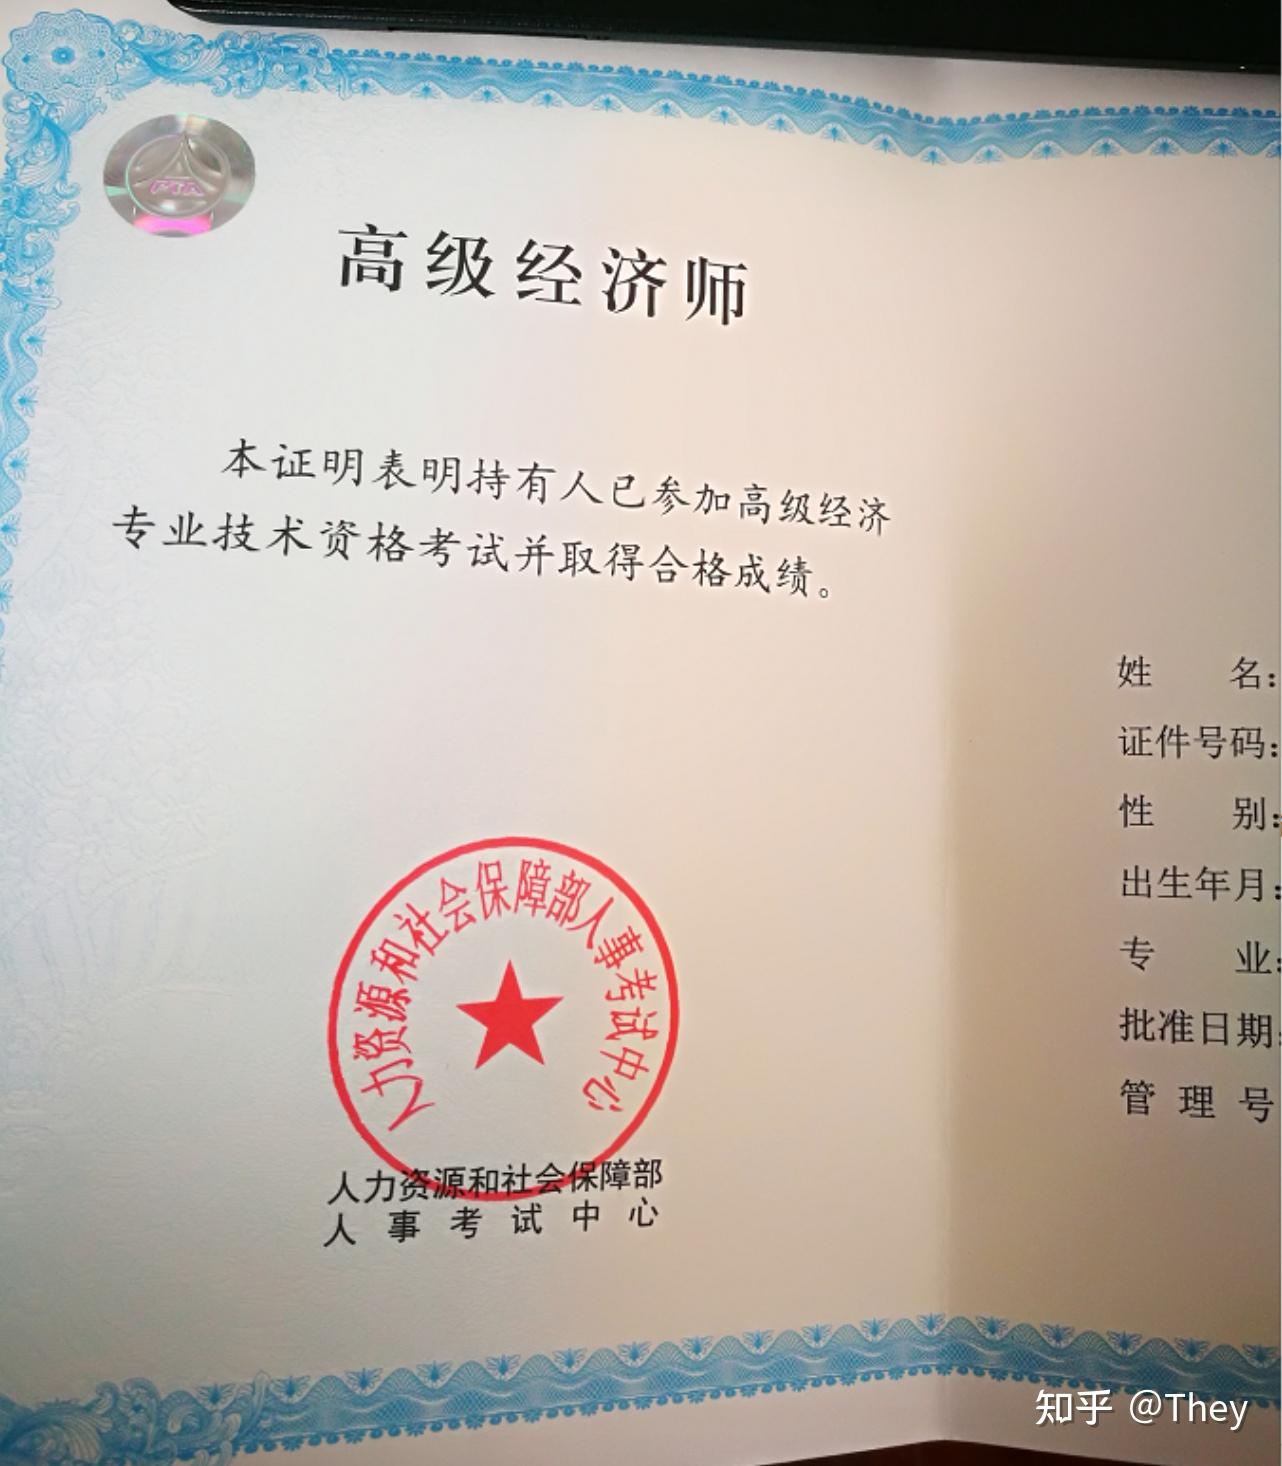 PTA
高级经济师
本证明表明持有人已参加高级经济
专业技术资格考试并取得合格成绩。
姓 名：
证件号码：
性 别：
出生年月：
专 业：
批准日期：
管 理 号
人力资源和社会保障部人事考试中心
人力资源和社会保障部
人 事 考 试 中 心
知乎 @They